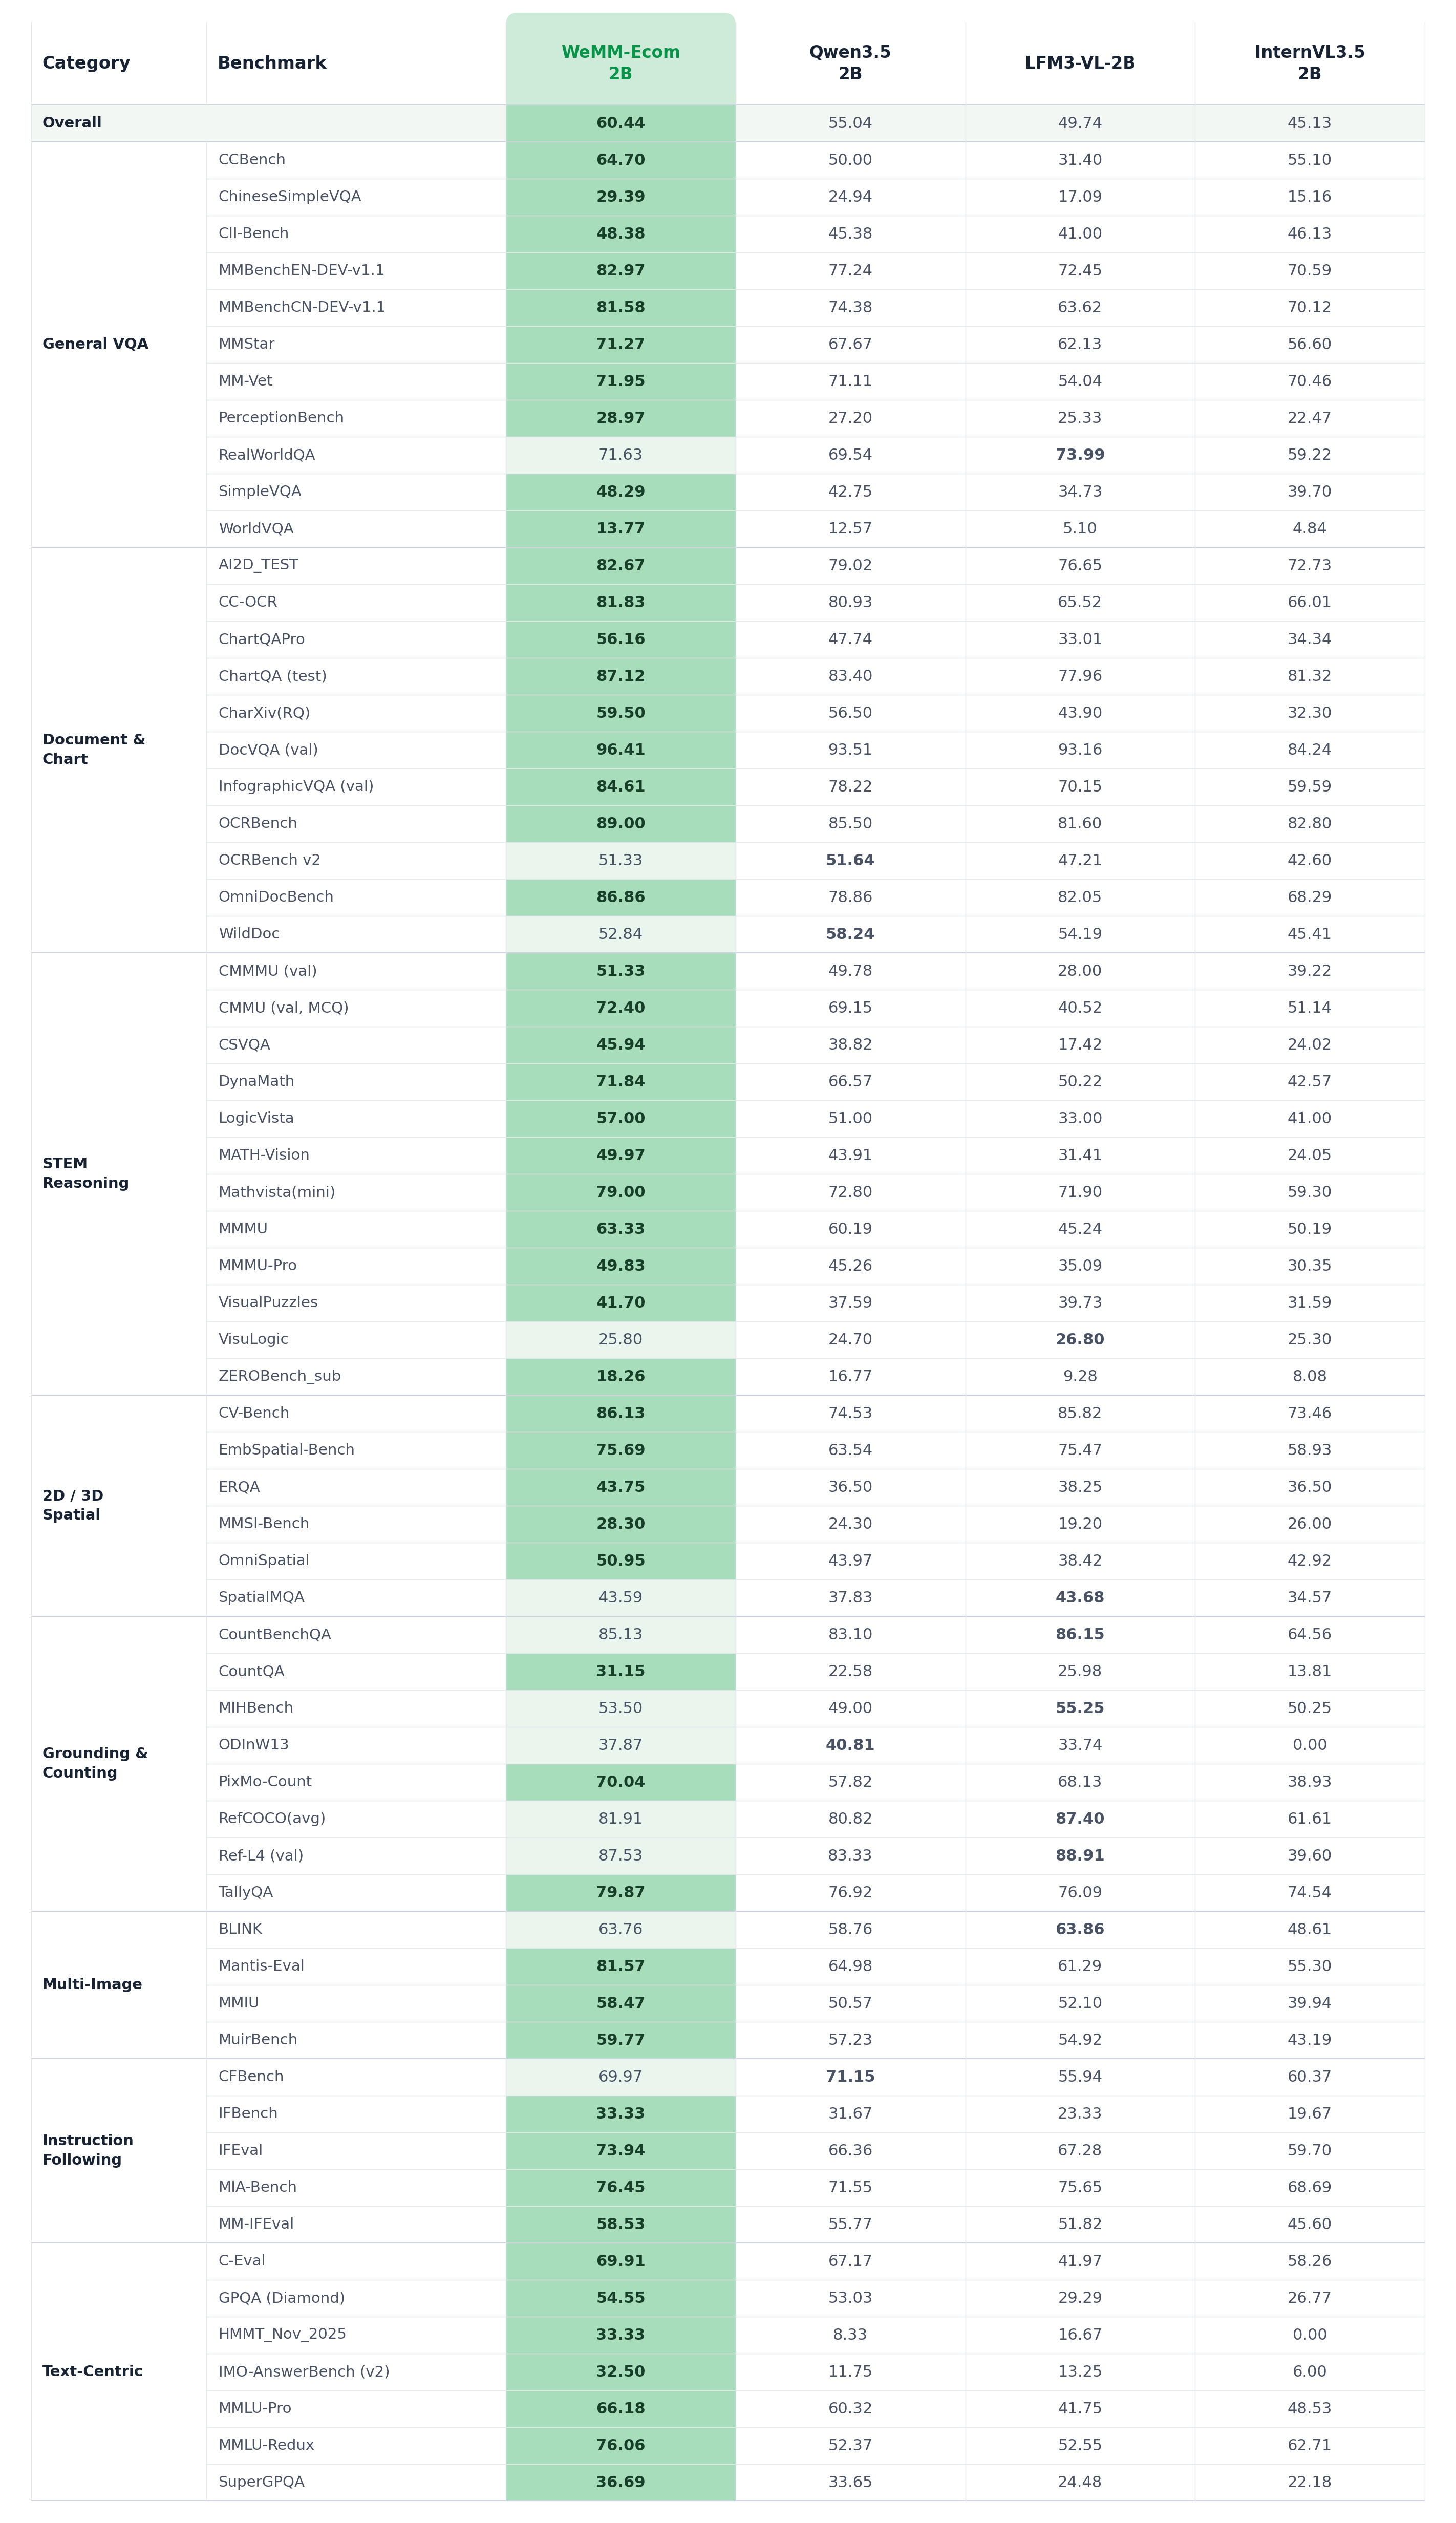 Category Benchmark WeMM-Ecom 2B Qwen3.5 2B LFM3-VL-2B InternVL3.5 2B
Overall 60.44 55.04 49.74 45.13
General VQA
CCBench 64.70 50.00 31.40 55.10
ChineseSimpleVQA 29.39 24.94 17.09 15.16
CII-Bench 48.38 45.38 41.00 46.13
MMBenchEN-DEV-v1.1 82.97 77.24 72.45 70.59
MMBenchCN-DEV-v1.1 81.58 74.38 63.62 70.12
MMStar 71.27 67.67 62.13 56.60
MM-Vet 71.95 71.11 54.04 70.46
PerceptionBench 28.97 27.20 25.33 22.47
RealWorldQA 71.63 69.54 73.99 59.22
SimpleVQA 48.29 42.75 34.73 39.70
WorldVQA 13.77 12.57 5.10 4.84
Document & Chart
AI2D_TEST 82.67 79.02 76.65 72.73
CC-OCR 81.83 80.93 65.52 66.01
ChartQAPro 56.16 47.74 33.01 34.34
ChartQA (test) 87.12 83.40 77.96 81.32
CharXiv(RQ) 59.50 56.50 43.90 32.30
DocVQA (val) 96.41 93.51 93.16 84.24
InfographicVQA (val) 84.61 78.22 70.15 59.59
OCRBench 89.00 85.50 81.60 82.80
OCRBench v2 51.33 51.64 47.21 42.60
OmniDocBench 86.86 78.86 82.05 68.29
WildDoc 52.84 58.24 54.19 45.41
STEM Reasoning
CMMMU (val) 51.33 49.78 28.00 39.22
CMMU (val, MCQ) 72.40 69.15 40.52 51.14
CSVQA 45.94 38.82 17.42 24.02
DynaMath 71.84 66.57 50.22 42.57
LogicVista 57.00 51.00 33.00 41.00
MATH-Vision 49.97 43.91 31.41 24.05
Mathvista(mini) 79.00 72.80 71.90 59.30
MMMU 63.33 60.19 45.24 50.19
MMMU-Pro 49.83 45.26 35.09 30.35
VisualPuzzles 41.70 37.59 39.73 31.59
VisuLogic 25.80 24.70 26.80 25.30
ZEROBench_sub 18.26 16.77 9.28 8.08
2D / 3D Spatial
CV-Bench 86.13 74.53 85.82 73.46
EmbSpatial-Bench 75.69 63.54 75.47 58.93
ERQA 43.75 36.50 38.25 36.50
MMSI-Bench 28.30 24.30 19.20 26.00
OmniSpatial 50.95 43.97 38.42 42.92
SpatialMQA 43.59 37.83 43.68 34.57
Grounding & Counting
CountBenchQA 85.13 83.10 86.15 64.56
CountQA 31.15 22.58 25.98 13.81
MIHBench 53.50 49.00 55.25 50.25
ODInW13 37.87 40.81 33.74 0.00
PixMo-Count 70.04 57.82 68.13 38.93
RefCOCO(avg) 81.91 80.82 87.40 61.61
Ref-L4 (val) 87.53 83.33 88.91 39.60
TallyQA 79.87 76.92 76.09 74.54
Multi-Image
BLINK 63.76 58.76 63.86 48.61
Mantis-Eval 81.57 64.98 61.29 55.30
MMIU 58.47 50.57 52.10 39.94
MuirBench 59.77 57.23 54.92 43.19
Instruction Following
CFBench 69.97 71.15 55.94 60.37
IFBench 33.33 31.67 23.33 19.67
IFEval 73.94 66.36 67.28 59.70
MIA-Bench 76.45 71.55 75.65 68.69
MM-IFEval 58.53 55.77 51.82 45.60
Text-Centric
C-Eval 69.91 67.17 41.97 58.26
GPQA (Diamond) 54.55 53.03 29.29 26.77
HMMT_Nov_2025 33.33 8.33 16.67 0.00
IMO-AnswerBench (v2) 32.50 11.75 13.25 6.00
MMLU-Pro 66.18 60.32 41.75 48.53
MMLU-Redux 76.06 52.37 52.55 62.71
SuperGPQA 36.69 33.65 24.48 22.18